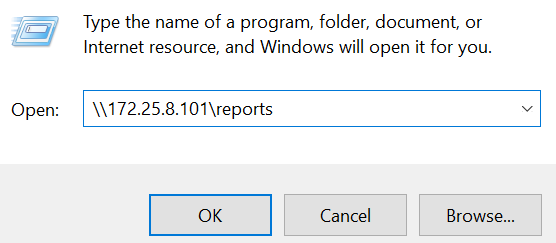 Type the name of a program, folder, document, or
Internet resource, and Windows will open it for you.
Open: \\172.25.8.101\reports
OK Cancel Browse...